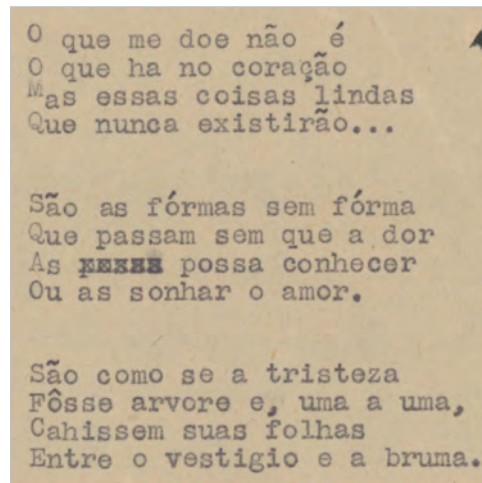 O que me doe não é
O que ha no coração
Mas essas coisas lindas
Que nunca existirão...
São as fórmas sem fórma
Que passam sem que a dor
As possa conhecer
Ou as sonhar o amor.
São como se a tristeza
Fôsse arvore e, uma a uma,
Cahissem suas folhas
Entre o vestigio e a bruma.